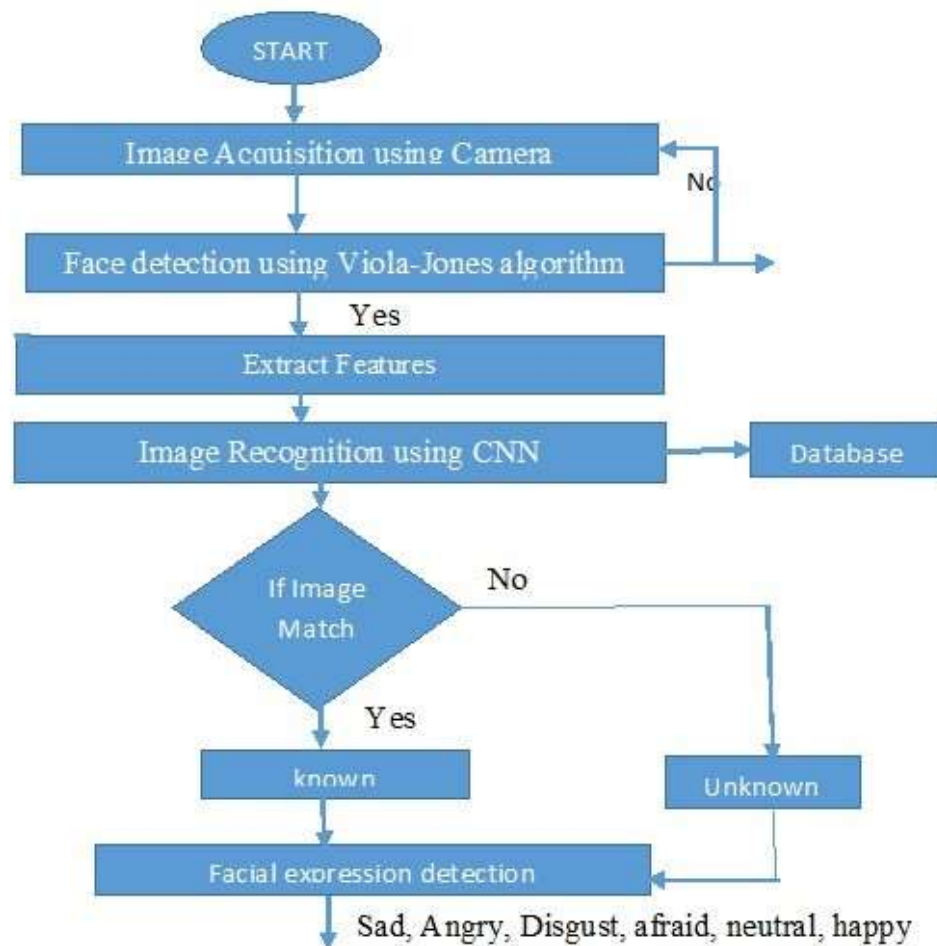 START
Image Acquisition using Camera
No
Face detection using Viola-Jones algorithm
Yes
Extract Features
Image Recognition using CNN
Database
If Image
Match
No
Yes
known
Unknown
Facial expression detection
Sad, Angry, Disgust, afraid, neutral, happy